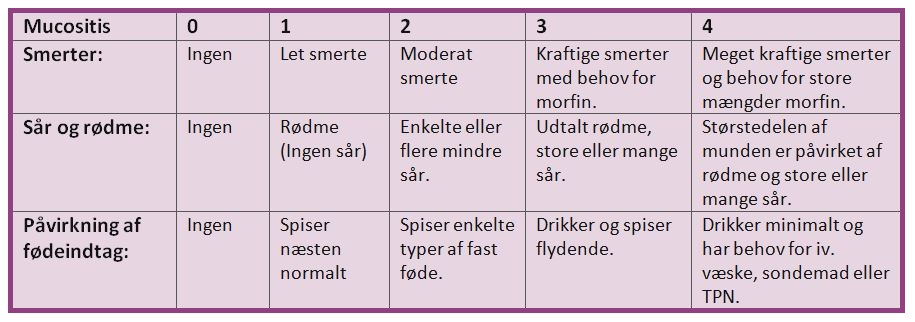 Mucositis 0 1 2 3 4
Smerter: Ingen Let smerte Moderat Kraftige smerter Meget kraftige smerter
smerte med behov for og behov for store
morfin. mængder morfin.
Sår og rødme: Ingen Rødme Enkelte eller Udtalt rødme, Størstedelen af
(Ingen sår) flere mindre store eller mange munden er påvirket af
sår. sår. rødme og store eller
mange sår.
Påvirkning af Ingen Spiser Spiser enkelte Drikker og spiser Drikker minimalt og
fødeindtag: næsten typer af fast flydende. har behov for iv.
normalt føde. væske, sondemad eller
TPN.